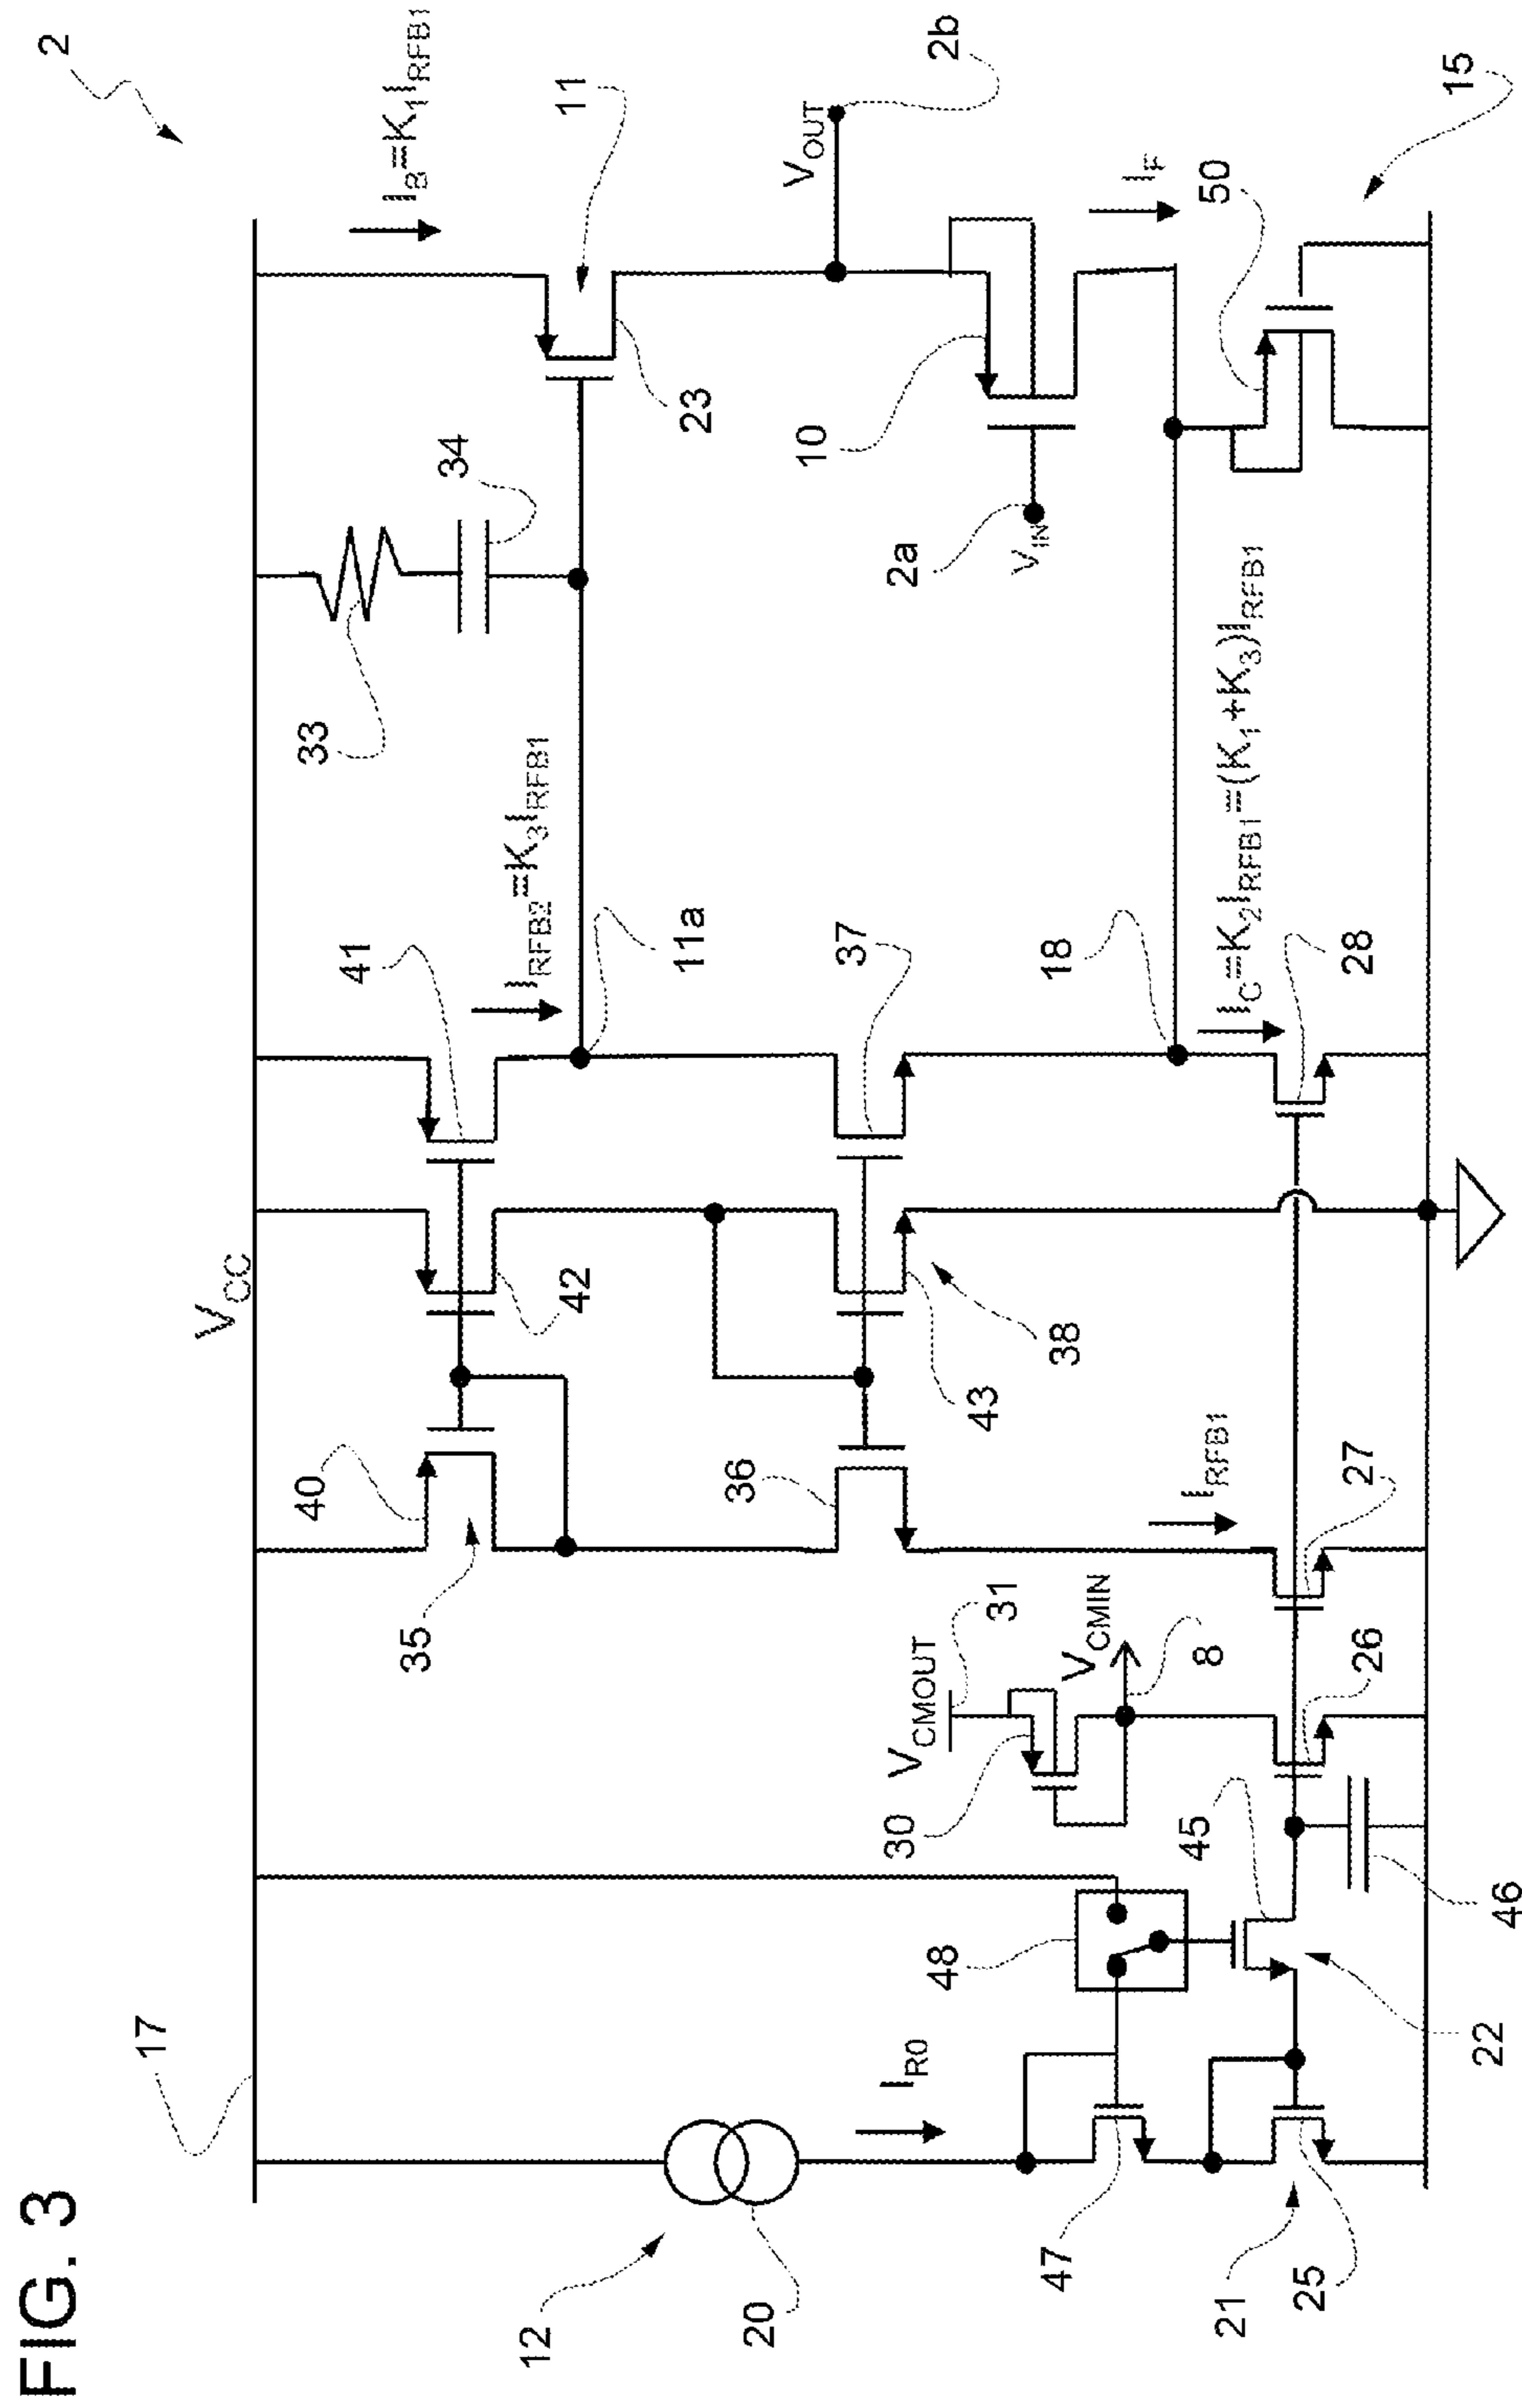 FIG. 3
2
17
V_CC
I_B=K_1I_RFB1
11
33
34
23
40
35
42
41
I_RFB2=K_3I_RFB1
11a
V_OUT
2b
12
20
I_R0
V_CMOUT
31
30
V_CMIN
8
36
43
38
37
18
2a
V_IN
10
I_F
48
45
I_RFB1
I_C=K_2I_RFB1=(K_1+K_3)I_RFB1
50
15
47
21
25
22
46
26
27
28